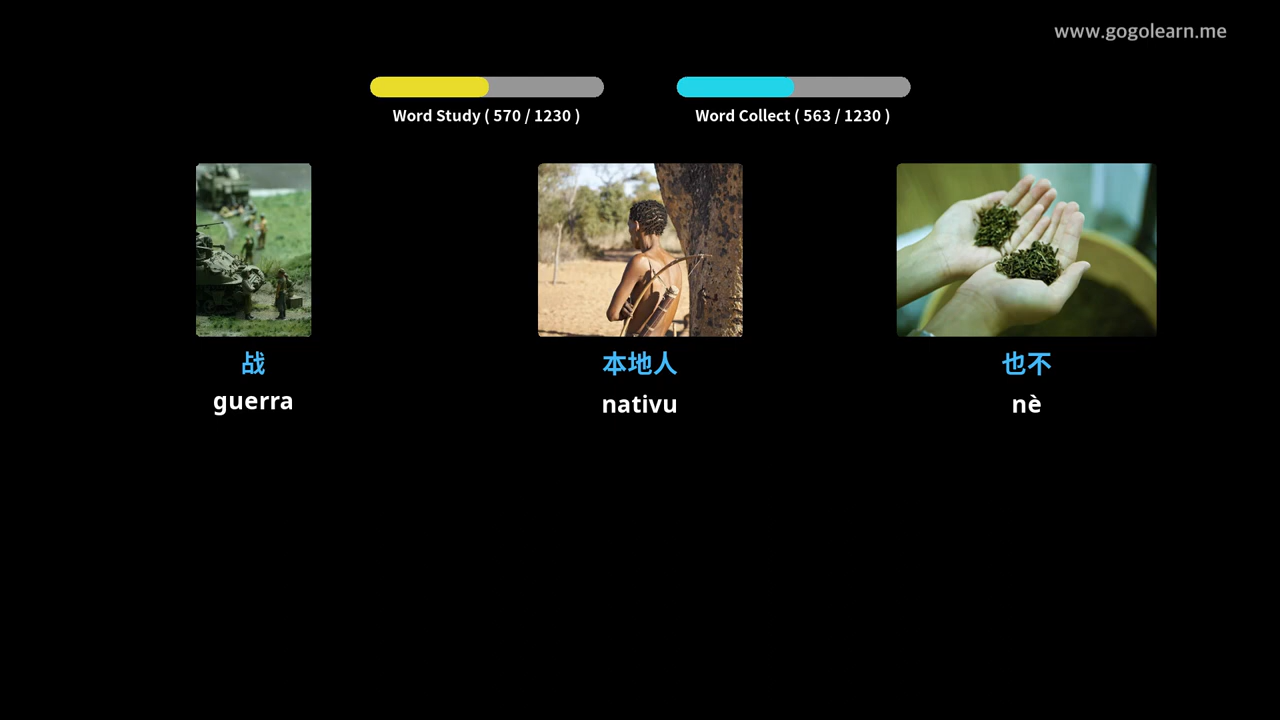 www.gogolearn.me
Word Study ( 570 / 1230 )
Word Collect ( 563 / 1230 )
战
guerra
本地人
nativu
也不
nè